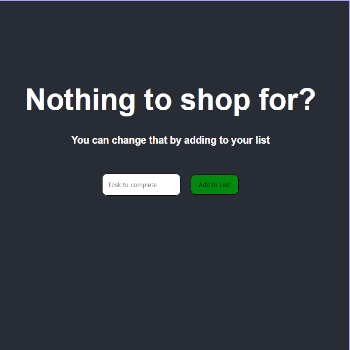 Nothing to shop for?
You can change that by adding to your list
Task to complete
Add to List!